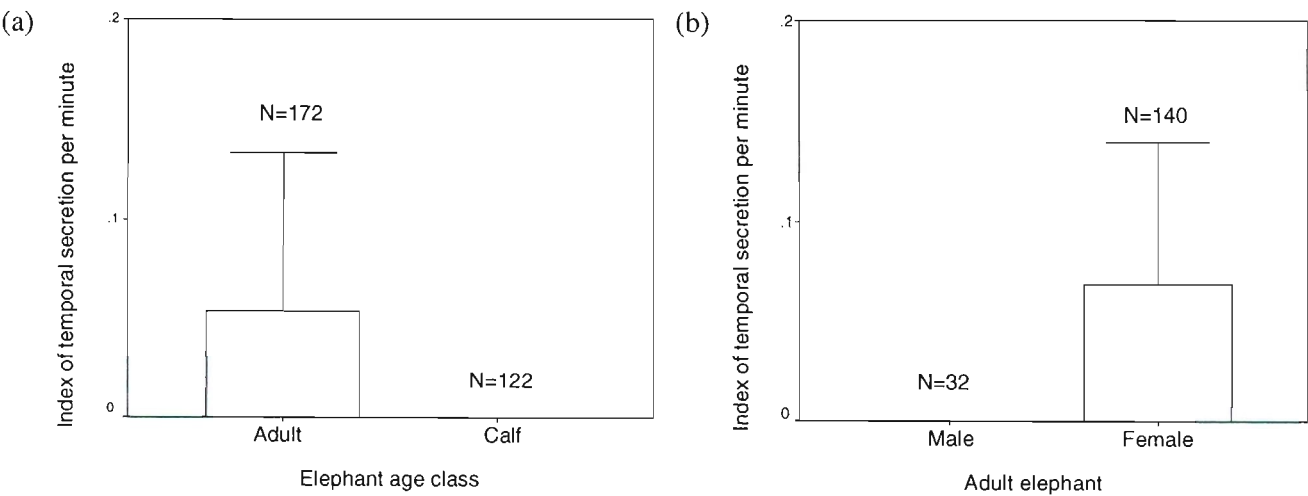 (a)
Index of temporal secretion per minute
.2
.1
0
N=172
N=122
Adult Calf
Elephant age class
(b)
Index of temporal secretion per minute
.2
.1
0
N=140
N=32
Male Female
Adult elephant